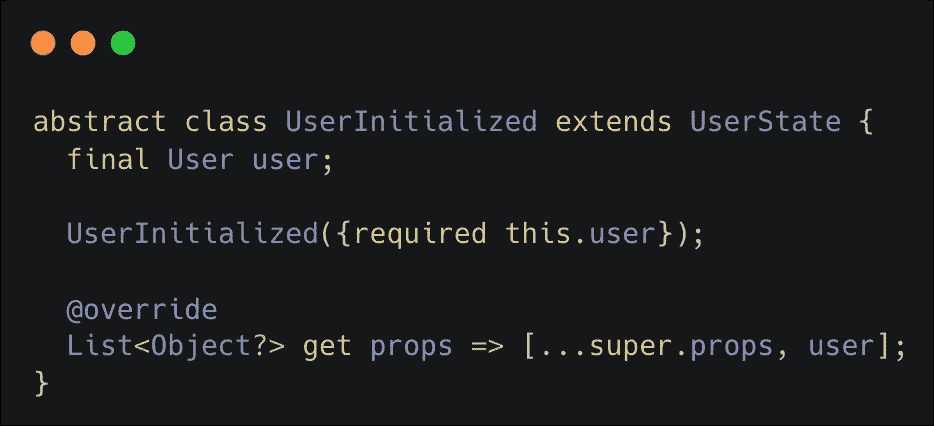 abstract class UserInitialized extends UserState {
  final User user;

  UserInitialized({required this.user});

  @override
  List<Object?> get props => [...super.props, user];
}